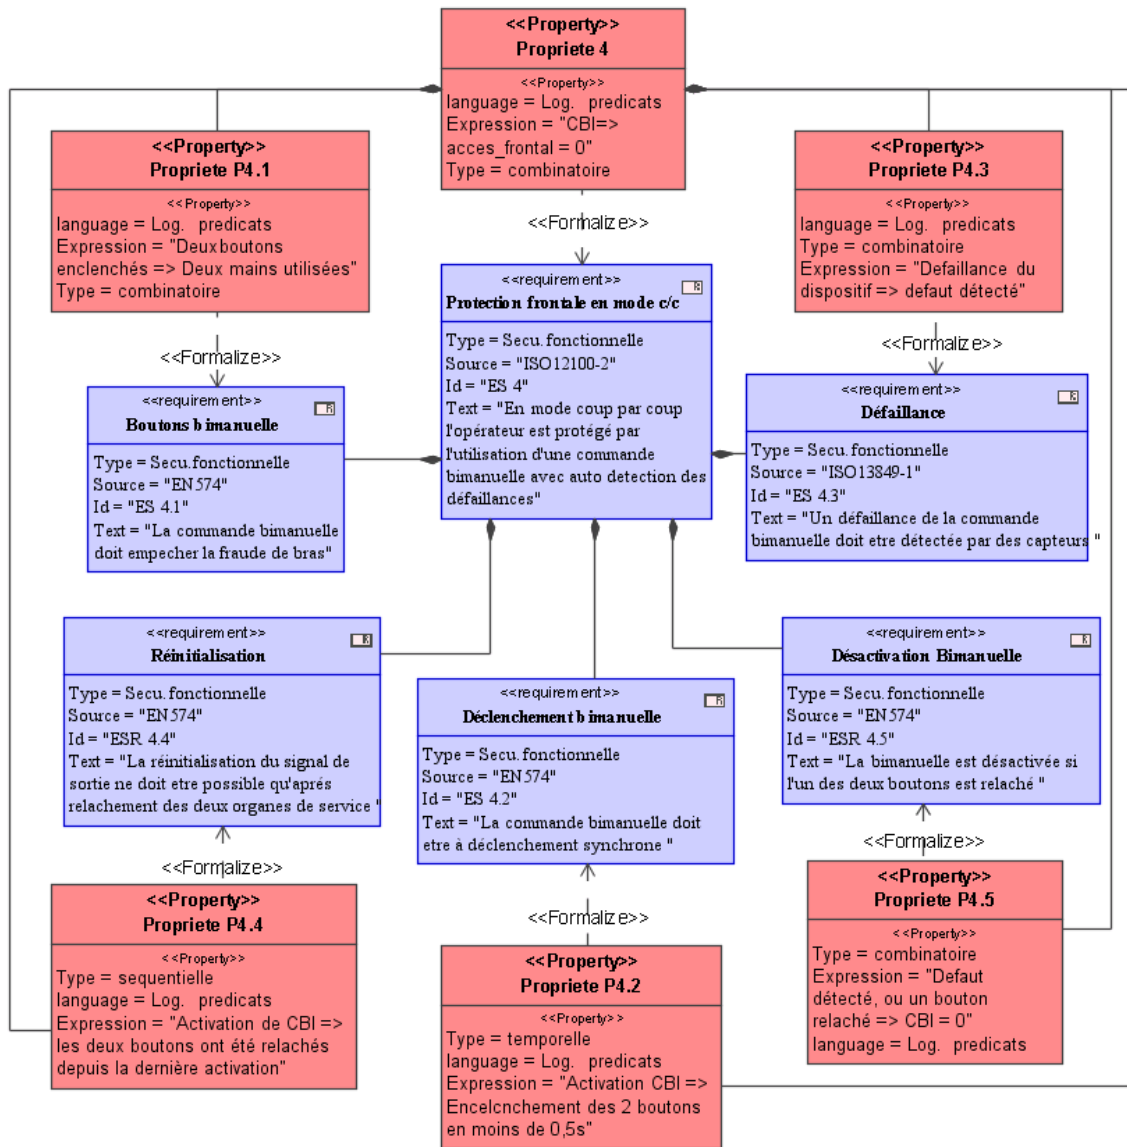 <<Property>>
Propriete 4
<<Property>>
language = Log. predicats
Expression = "CBI=>
acces_frontal = 0"
Type = combinatoire
<<Property>>
Propriete P4.1
<<Property>>
language = Log. predicats
Expression = "Deux boutons
enclenchés => Deux mains utilisées"
Type = combinatoire
<<Property>>
Propriete P4.3
<<Property>>
language = Log. predicats
Type = combinatoire
Expression = "Defaillance du
dispositif => defaut détecté"
<<Formalize>>
<<Formalize>>
<<Formalize>>
<<requirement>>
Protection frontale en mode c/c
Type = Secu. fonctionnelle
Source = "ISO12100-2"
Id = "ES 4"
Text = "En mode coup par coup
l'opérateur est protégé par
l'utilisation d'une commande
bimanuelle avec auto detection des
défaillances"
<<requirement>>
Boutons bimanuelle
Type = Secu.fonctionnelle
Source = "EN574"
Id = "ES 4.1"
Text = "La commande bimanuelle
doit empecher la fraude de bras"
<<requirement>>
Défaillance
Type = Secu. fonctionnelle
Source = "ISO13849-1"
Id = "ES 4.3"
Text = "Un défaillance de la commande
bimanuelle doit etre détectée par des capteurs "
<<requirement>>
Réinitialisation
Type = Secu. fonctionnelle
Source = "EN574"
Id = "ESR 4.4"
Text = "La réinitialisation du signal de
sortie ne doit etre possible qu'aprés
relachement des deux organes de service "
<<requirement>>
Déclenchement bimanuelle
Type = Secu. fonctionnelle
Source = "EN574"
Id = "ES 4.2"
Text = "La commande bimanuelle doit
etre à déclenchement synchrone "
<<requirement>>
Désactivation Bimanuelle
Type = Secu. fonctionnelle
Source = "EN574"
Id = "ESR 4.5"
Text = "La bimanuelle est désactivée si
l'un des deux boutons est relaché "
<<Formalize>>
<<Formalize>>
<<Formalize>>
<<Property>>
Propriete P4.4
<<Property>>
Type = sequentielle
language = Log. predicats
Expression = "Activation de CBI =>
les deux boutons ont été relachés
depuis la dernière activation"
<<Property>>
Propriete P4.2
<<Property>>
Type = temporelle
language = Log. predicats
Expression = "Activation CBI =>
Encelcnchement des 2 boutons
en moins de 0,5s"
<<Property>>
Propriete P4.5
<<Property>>
Type = combinatoire
Expression = "Defaut
détecté, ou un bouton
relaché => CBI = 0"
language = Log. predicats